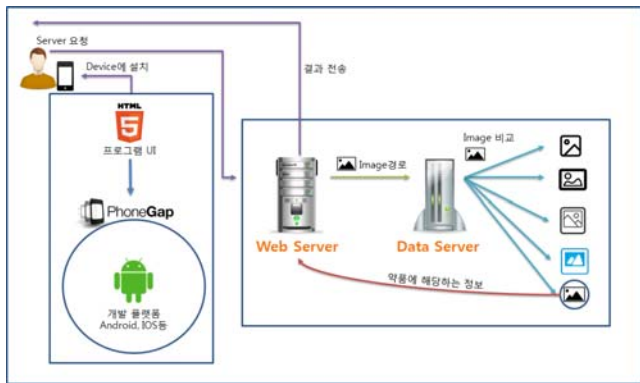 Server 요청
Device에 설치
결과 전송
HTML
5
프로그램 UI
PhoneGap
개발 플랫폼
Android, IOS등
Image경로
Image 비교
Web Server
Data Server
약품에 해당하는 정보